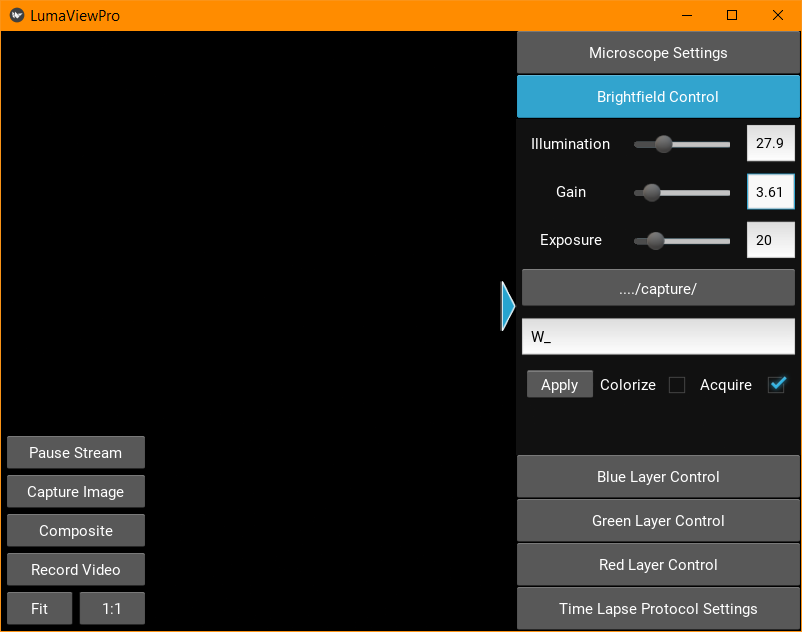 LumaViewPro
Microscope Settings
Brightfield Control
Illumination 27.9
Gain 3.61
Exposure 20
..../capture/
W_
Apply Colorize Acquire
Pause Stream
Capture Image
Composite
Record Video
Fit 1:1
Blue Layer Control
Green Layer Control
Red Layer Control
Time Lapse Protocol Settings